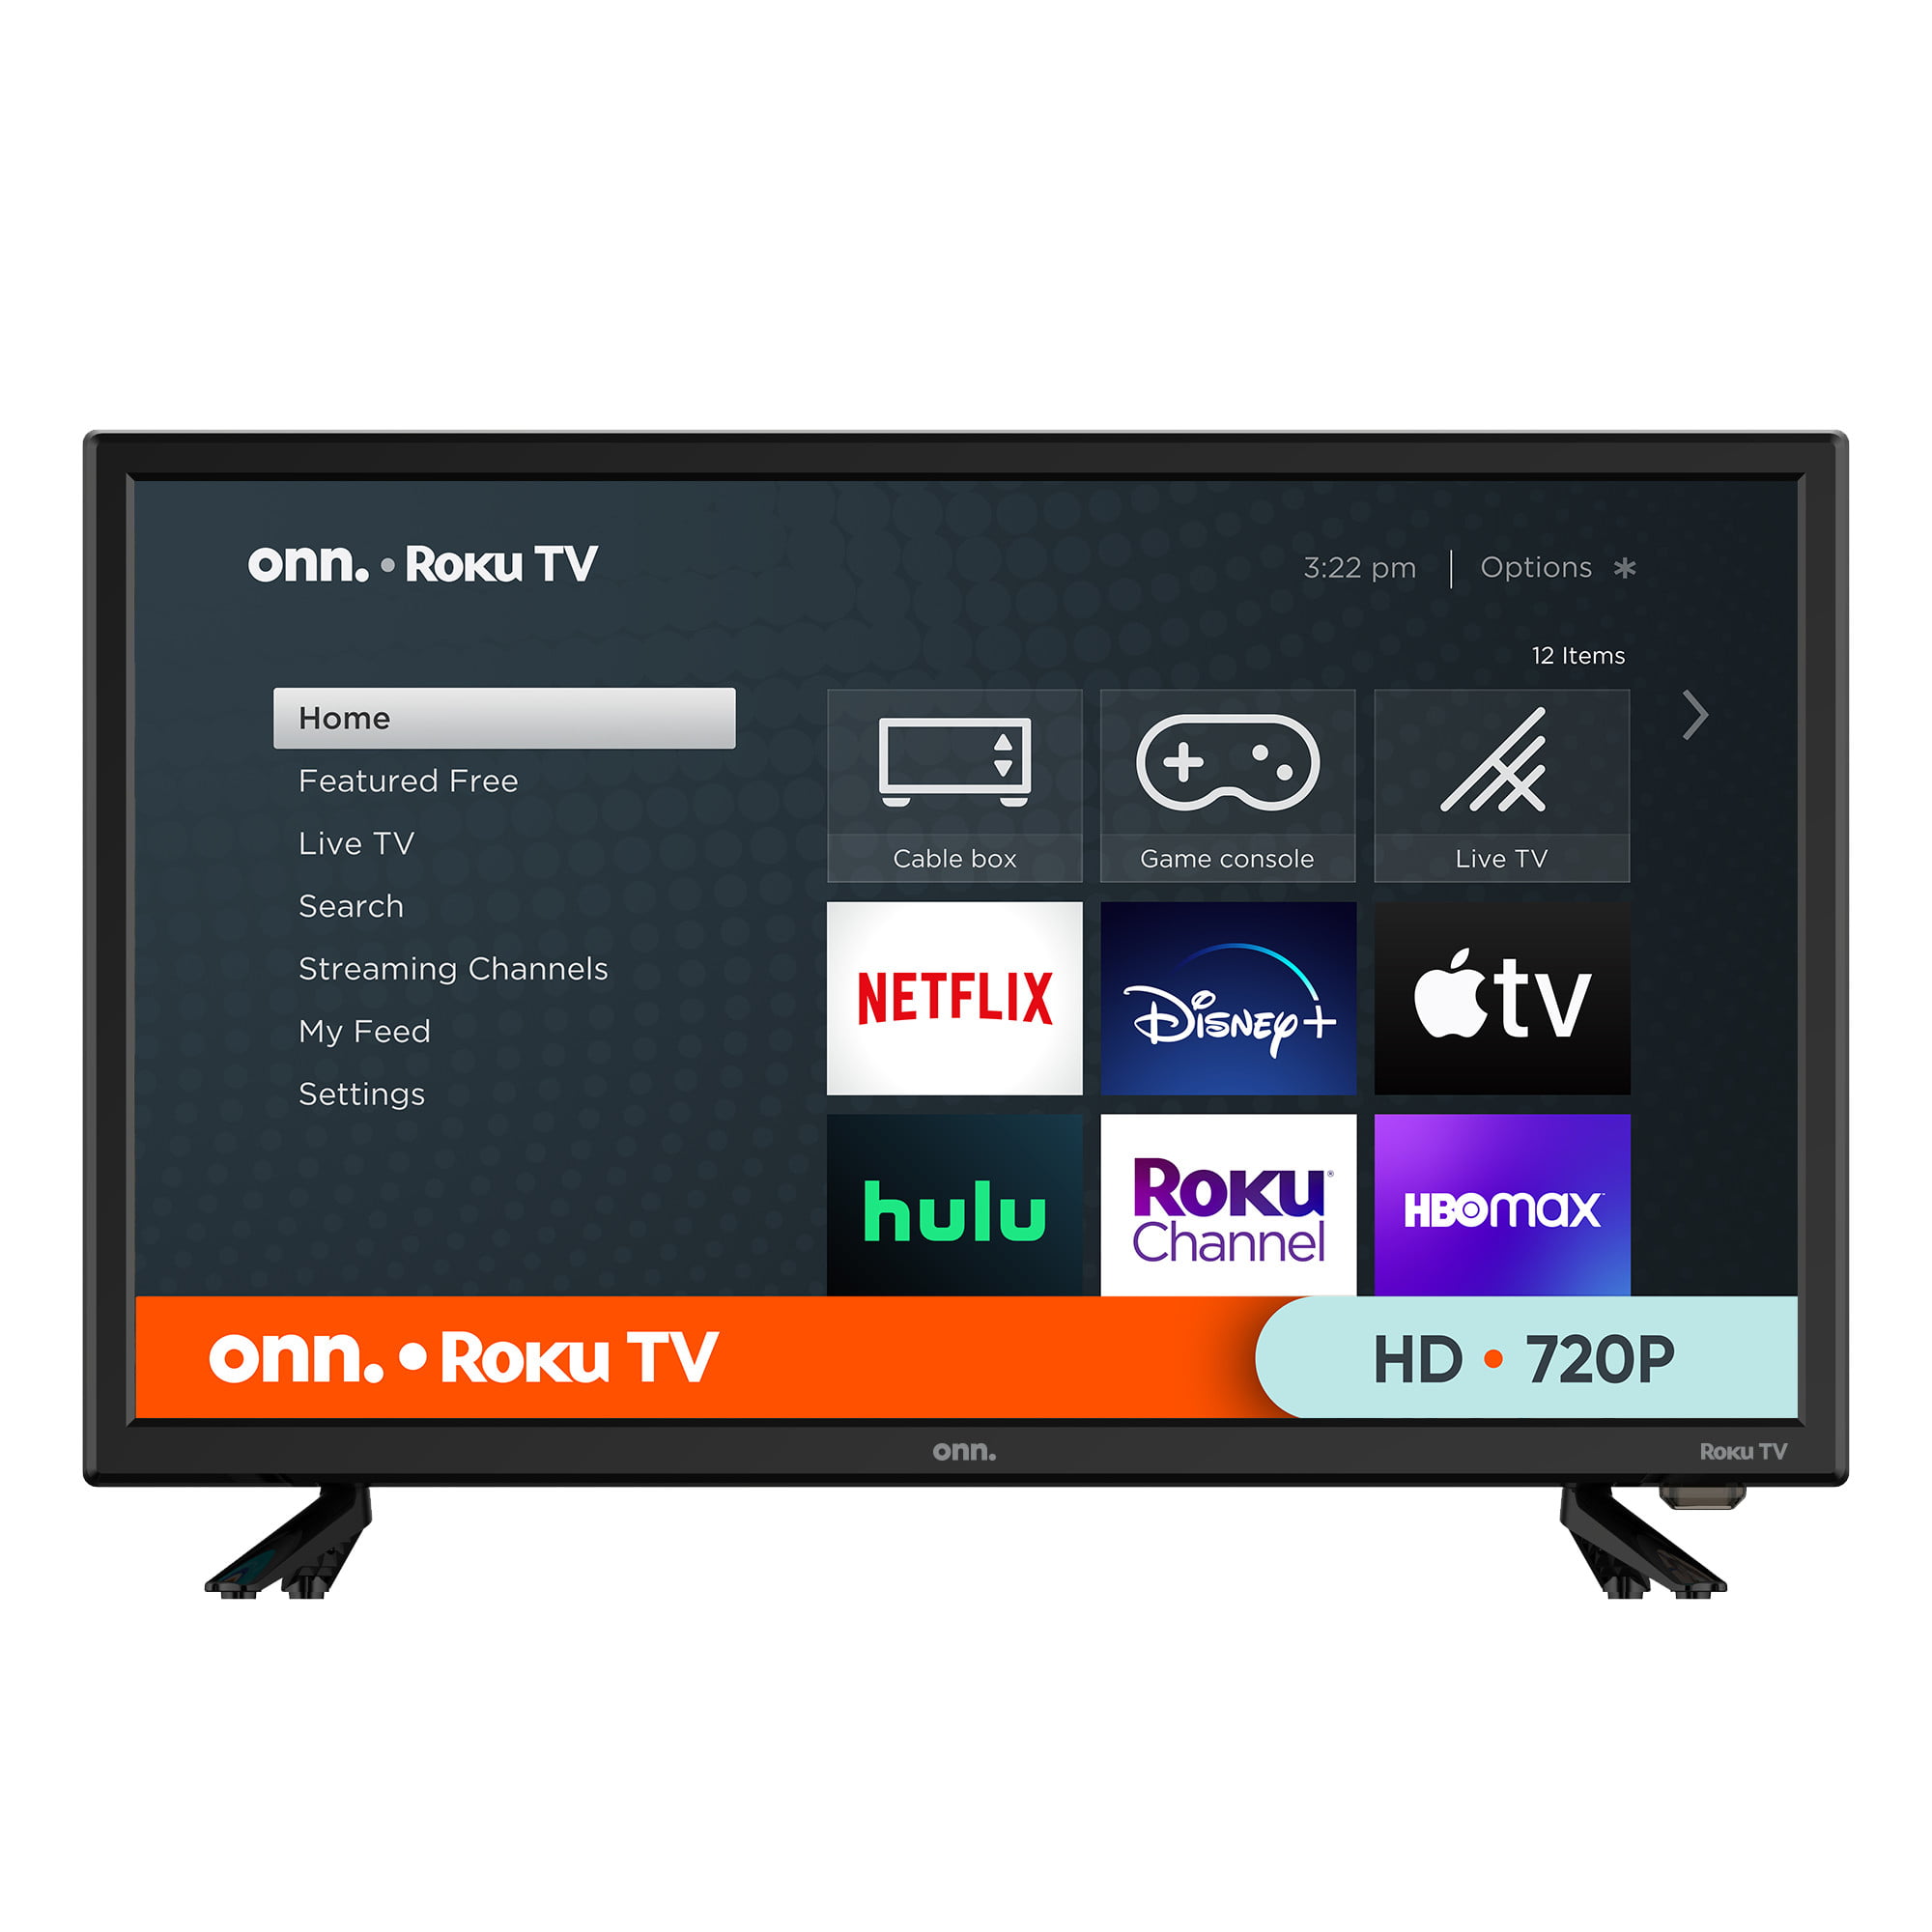 onn. • Roku TV
3:22 pm | Options *
12 Items
Home
Featured Free
Live TV
Search
Streaming Channels
My Feed
Settings
Cable box
Game console
Live TV
NETFLIX
Disney+
tv
hulu
Roku® Channel
HBOmax
onn. • Roku TV
HD • 720P
onn.
Roku TV